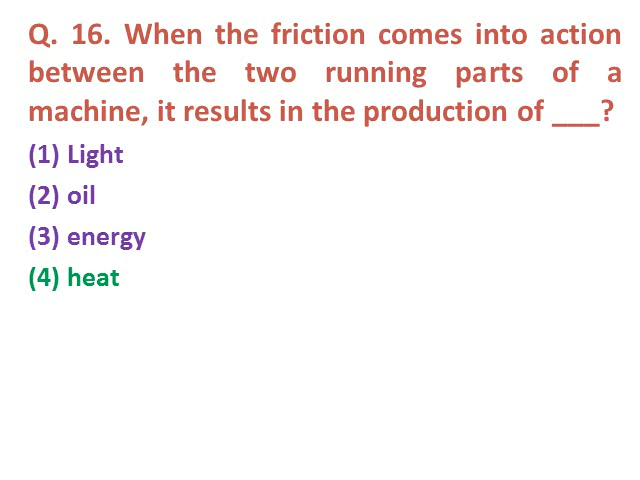 Q. 16. When the friction comes into action
between the two running parts of a
machine, it results in the production of ___?
(1) Light
(2) oil
(3) energy
(4) heat